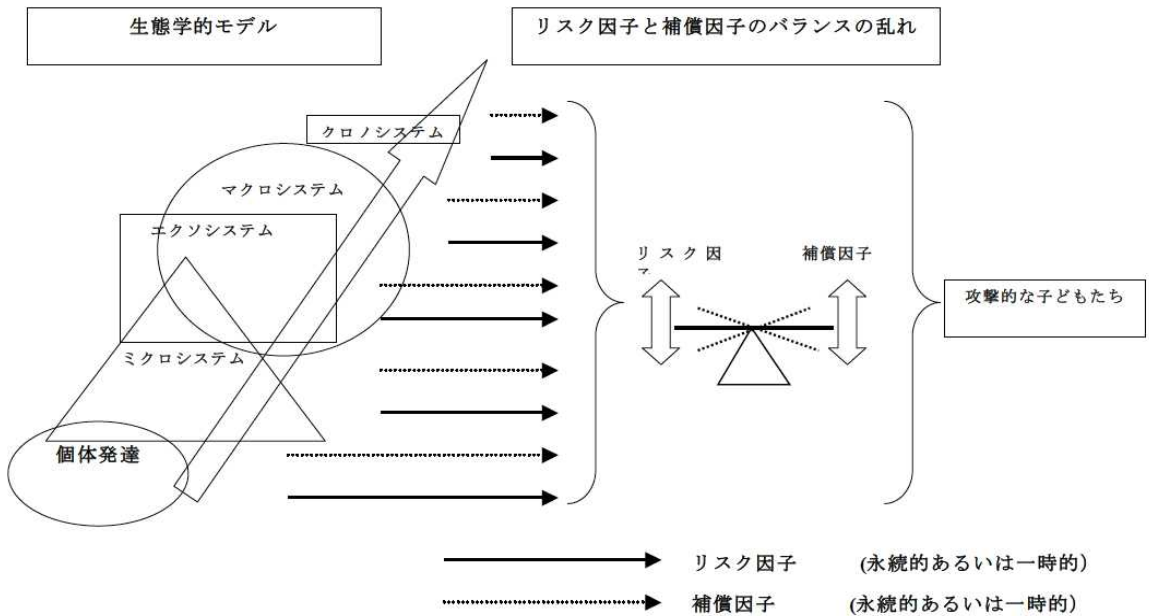 生態学的モデル
リスク因子と補償因子のバランスの乱れ
クロノシステム
マクロシステム
エクソシステム
ミクロシステム
個体発達
リスク因
子
補償因子
攻撃的な子どもたち
リスク因子 (永続的あるいは一時的)
補償因子 (永続的あるいは一時的)